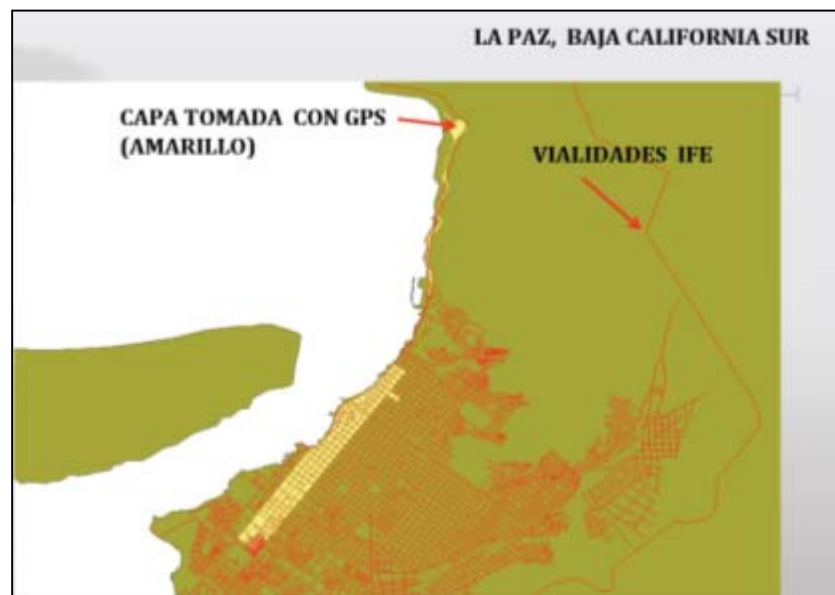 LA PAZ, BAJA CALIFORNIA SUR
CAPA TOMADA CON GPS
(AMARILLO)
VIALIDADES IFE